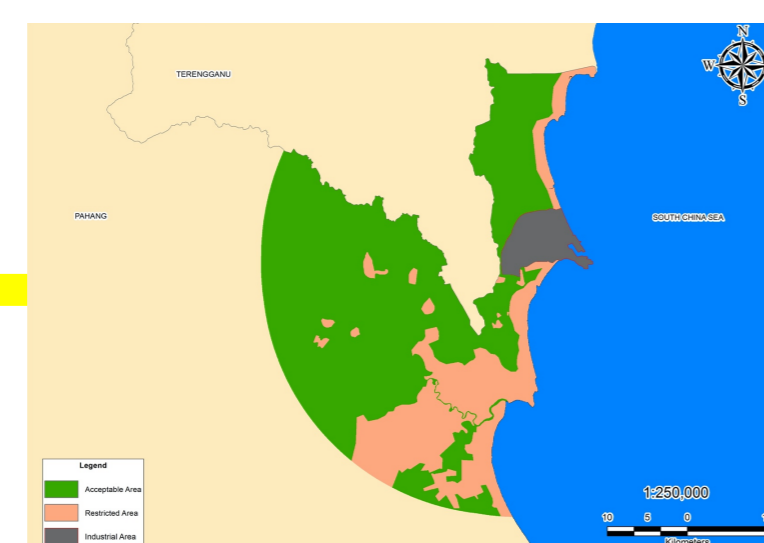 N
W
S
TERENGGANU
PAHANG
SOUTH CHINA SEA
Legend
Acceptable Area
Restricted Area
Industrial Area
1:250,000
10 5 0
Kilometers